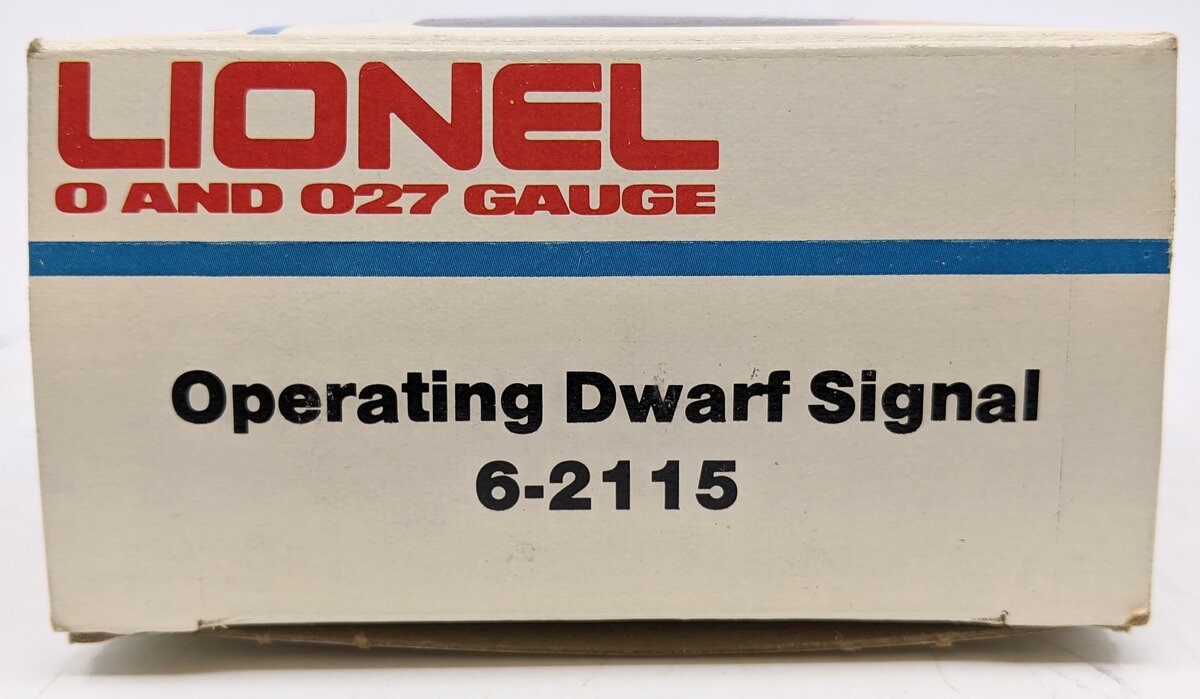 LIONEL
O AND O27 GAUGE
Operating Dwarf Signal
6-2115